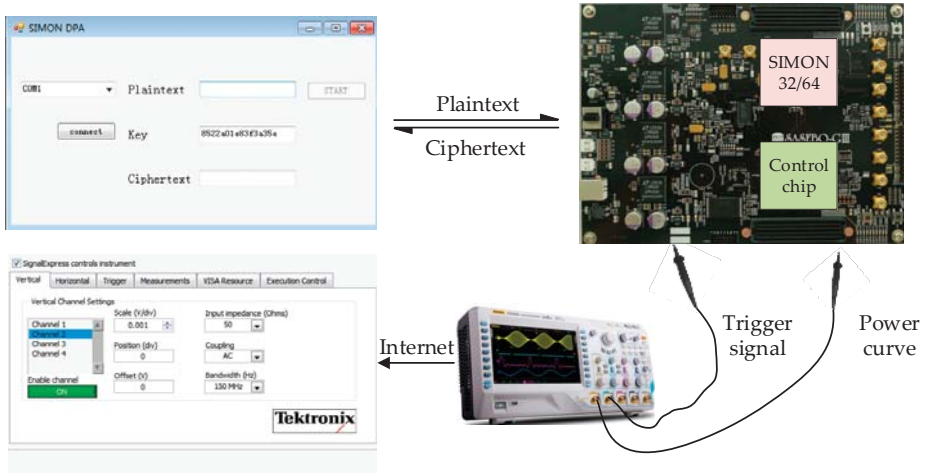 SIMON DPA
COM1
Plaintext
START
connect
Key
8522a01e83f3a35e
Ciphertext
Plaintext
Ciphertext
SIMON
32/64
SASEBO-GIII
Control
chip
SignalExpress controls instrument
Vertical Horizontal Trigger Measurements VISA Resource Execution Control
Vertical Channel Settings
Channel 1
Channel 2
Channel 3
Channel 4
Enable channel
ON
Scale (V/div)
0.001
Position (div)
0
Offset (V)
0
Input impedance (Ohms)
50
Coupling
AC
Bandwidth (Hz)
150 MHz
Tektronix
Internet
Trigger
signal
Power
curve